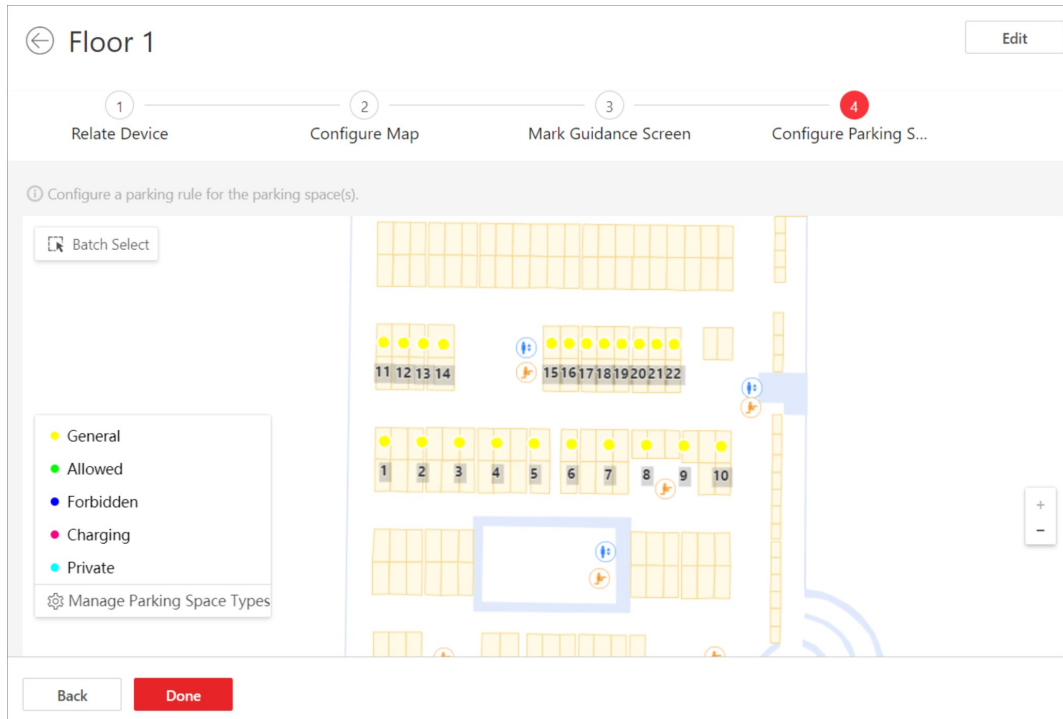 Floor 1
Edit
1 2 3 4
Relate Device Configure Map Mark Guidance Screen Configure Parking S...
Configure a parking rule for the parking space(s).
Batch Select
11 12 13 14 15 16 17 18 19 20 21 22
General
Allowed
Forbidden
Charging
Private
Manage Parking Space Types
1 2 3 4 5 6 7 8 9 10
+
−
Back Done